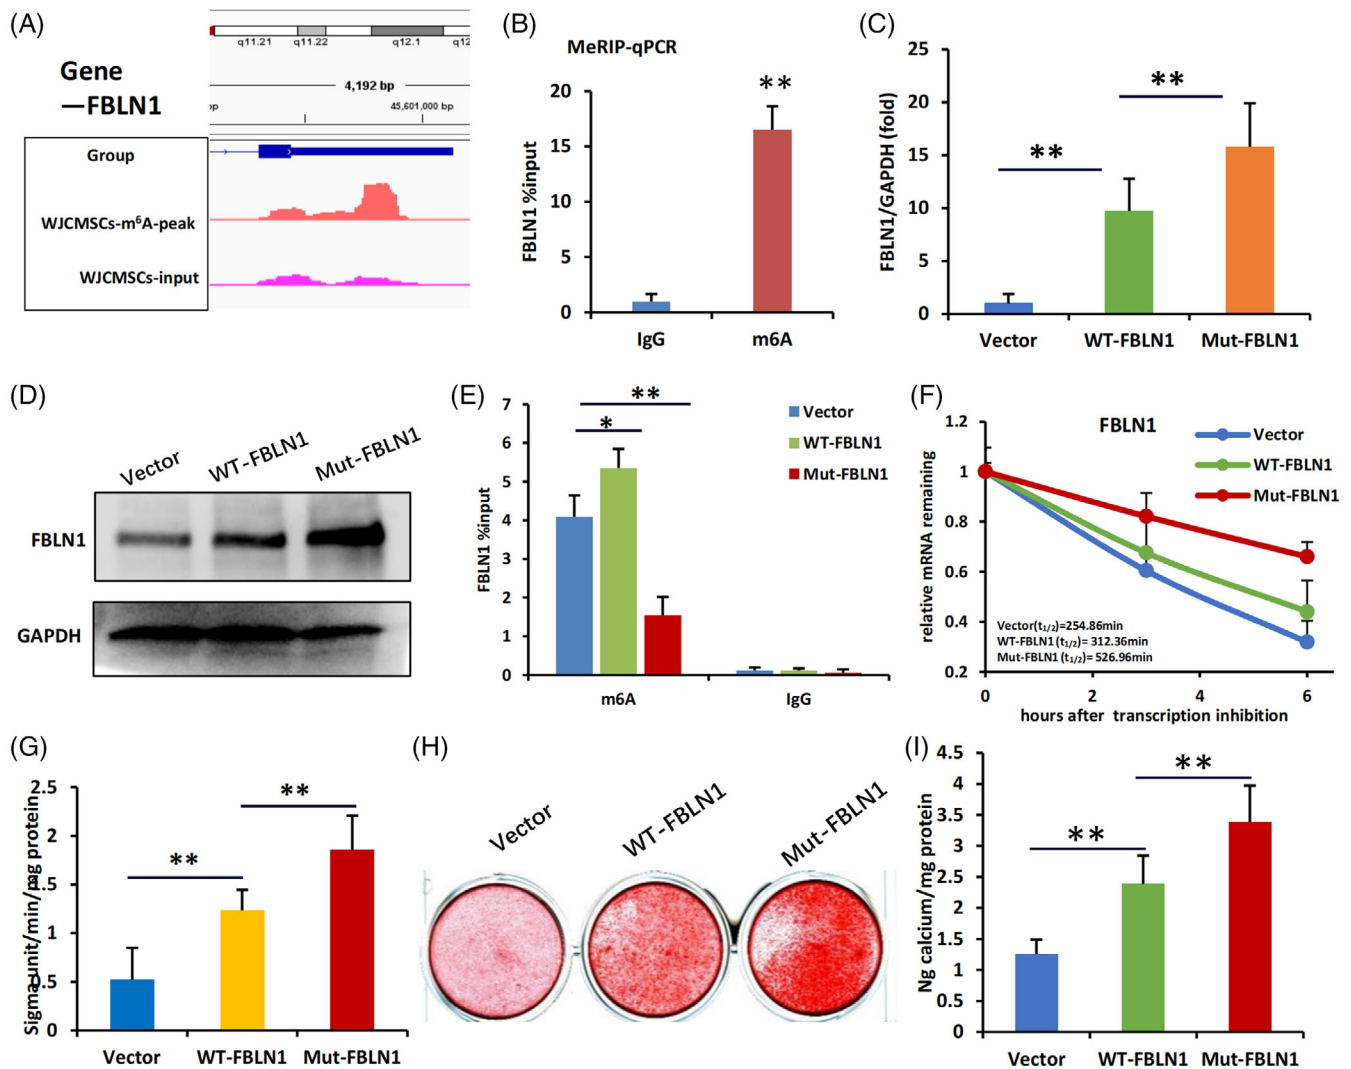 (A)
q11.21 q11.22 q12.1 q12
Gene
—FBLN1
4,192 bp
45,601,000 bp
Group
WJCMSCs-m⁶A-peak
WJCMSCs-input
(B)
MeRIP-qPCR
FBLN1 %input
20
15
10
5
0
**
IgG m6A
(C)
FBLN1/GAPDH (fold)
25
20
15
10
5
0
**
**
Vector WT-FBLN1 Mut-FBLN1
(D)
Vector WT-FBLN1 Mut-FBLN1
FBLN1
GAPDH
(E)
FBLN1 %input
7
6
5
4
3
2
1
0
**
*
Vector
WT-FBLN1
Mut-FBLN1
m6A IgG
(F)
FBLN1
relative mRNA remaining
1.2
1
0.8
0.6
0.4
0.2
Vector
WT-FBLN1
Mut-FBLN1
Vector(t1/2)=254.86min
WT-FBLN1 (t1/2)= 312.36min
Mut-FBLN1 (t1/2)= 526.96min
0 2 4 6
hours after transcription inhibition
(G)
Sigma unit/min/mg protein
2.5
2
1.5
1
0.5
0
**
**
Vector WT-FBLN1 Mut-FBLN1
(H)
Vector WT-FBLN1 Mut-FBLN1
(I)
Ng calcium/mg protein
4.5
4
3.5
3
2.5
2
1.5
1
0.5
0
**
**
Vector WT-FBLN1 Mut-FBLN1